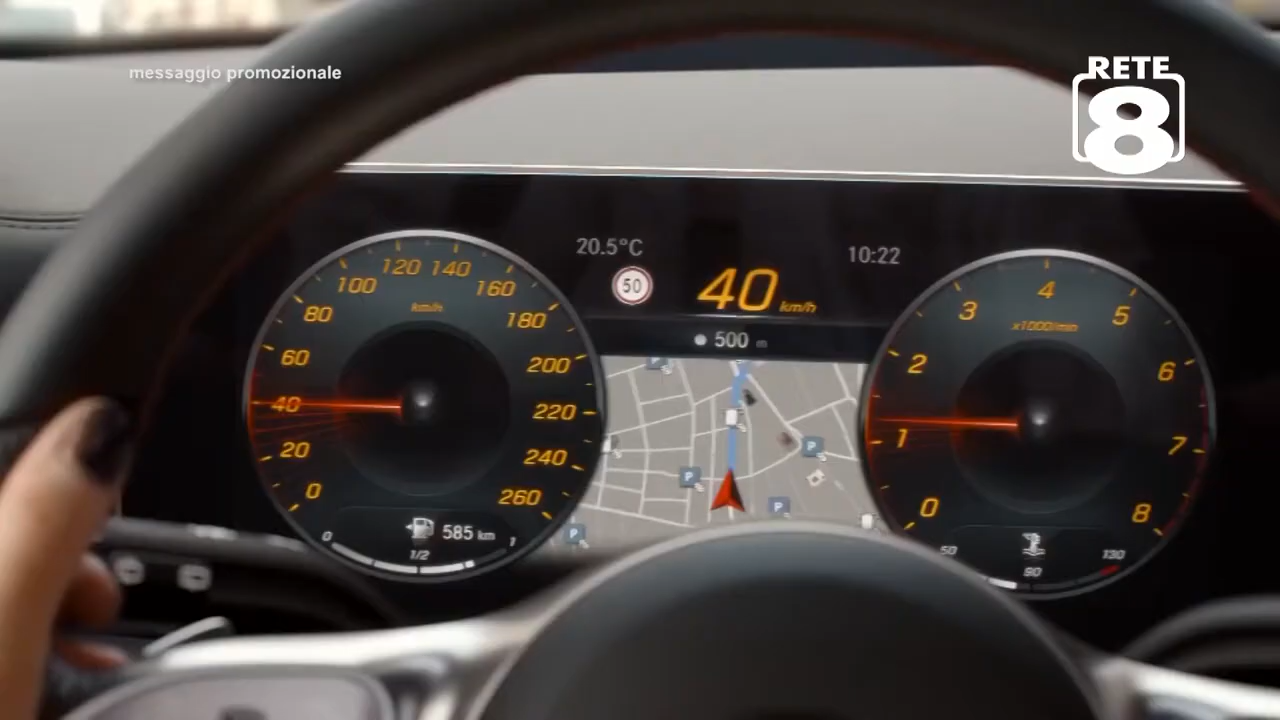 messaggio promozionale
RETE
8
20.5°C
10:22
50
40 km/h
500 m
0
20
40
60
80
100
120
140
160
180
200
220
240
260
km/h
585 km
0
1/2
1
0
1
2
3
4
5
6
7
8
x1000/min
50
90
130
P
P
P
P